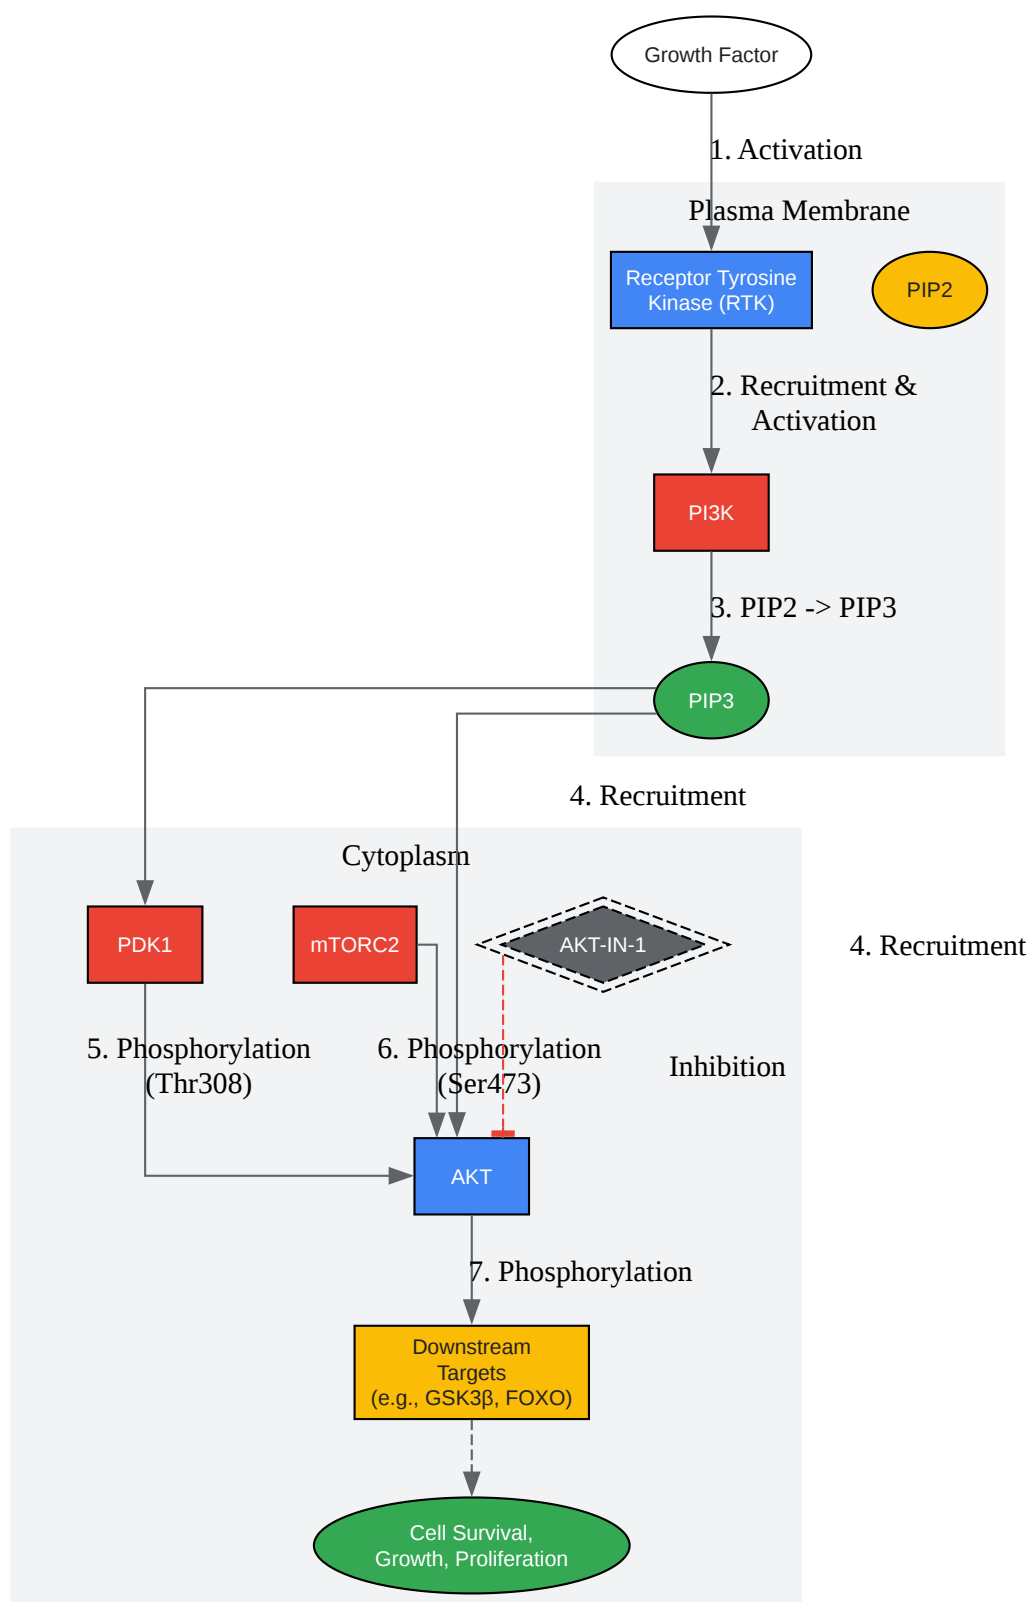 Growth Factor
1. Activation
Plasma Membrane
Receptor Tyrosine
Kinase (RTK)
PIP2
2. Recruitment &
Activation
PI3K
3. PIP2 -> PIP3
PIP3
4. Recruitment
Cytoplasm
PDK1
mTORC2
AKT-IN-1
4. Recruitment
5. Phosphorylation
(Thr308)
6. Phosphorylation
(Ser473)
Inhibition
AKT
7. Phosphorylation
Downstream
Targets
(e.g., GSK3β, FOXO)
Cell Survival,
Growth, Proliferation